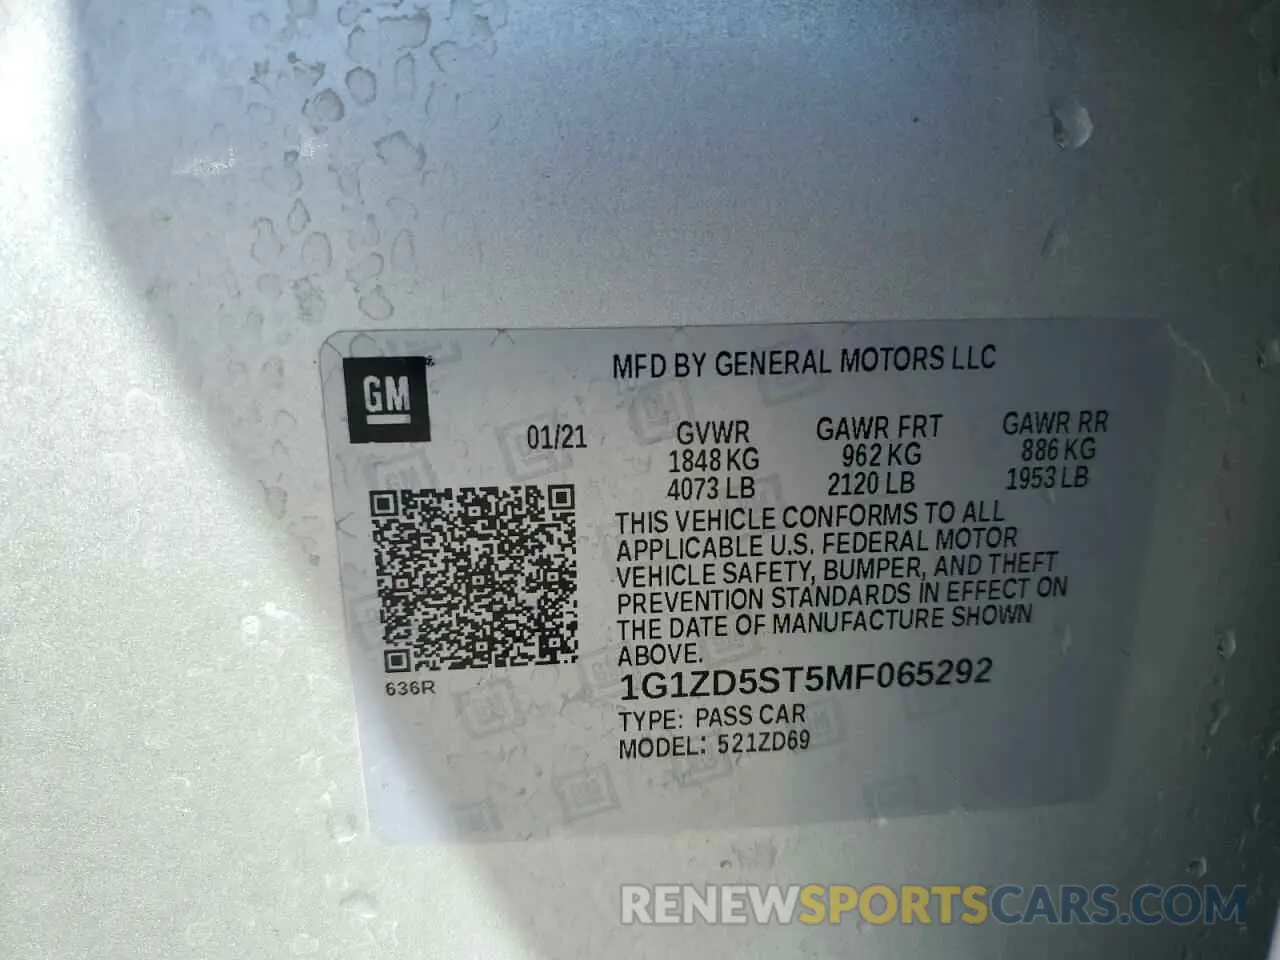 MFD BY GENERAL MOTORS LLC
GM
01/21
GVWR GAWR FRT GAWR RR
1848 KG 962 KG 886 KG
4073 LB 2120 LB 1953 LB
THIS VEHICLE CONFORMS TO ALL
APPLICABLE U.S. FEDERAL MOTOR
VEHICLE SAFETY, BUMPER, AND THEFT
PREVENTION STANDARDS IN EFFECT ON
THE DATE OF MANUFACTURE SHOWN
ABOVE.
636R
1G1ZD5ST5MF065292
TYPE: PASS CAR
MODEL: 521ZD69
RENEWSPORTSCARS.COM